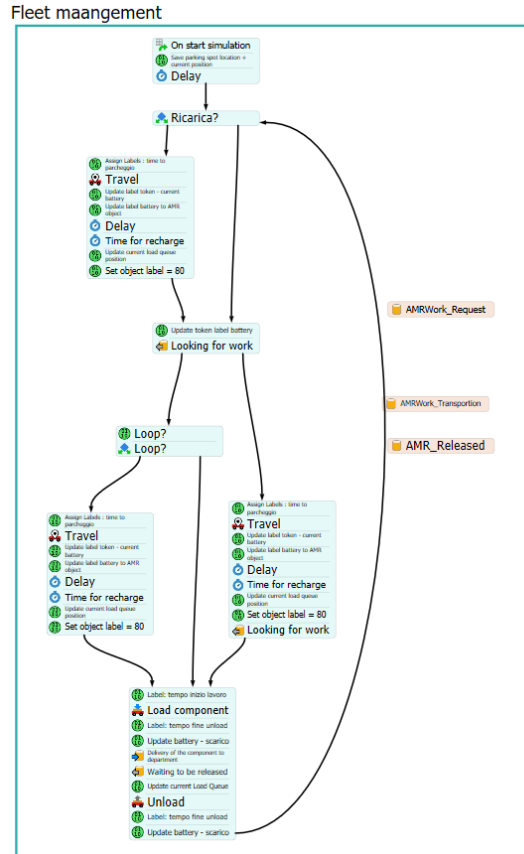 Fleet maangement
On start simulation
Save parking spot location =
current position
Delay
Ricarica?
Assign Labels : time to
parcheggio
Travel
Update label token - current
battery
Update label battery to AMR
object
Delay
Time for recharge
Update current load queue
position
Set object label = 80
AMRWork_Request
Update token label battery
Looking for work
AMRWork_Transportion
AMR_Released
Loop?
Loop?
Assign Labels : time to
parcheggio
Travel
Update label token - current
battery
Update label battery to AMR
object
Delay
Time for recharge
Update current load queue
position
Set object label = 80
Assign Labels : time to
parcheggio
Travel
Update label token - current
battery
Update label battery to AMR
object
Delay
Time for recharge
Update current load queue
position
Set object label = 80
Looking for work
Label: tempo inizio lavoro
Load component
Label: tempo fine unload
Update battery - scarico
Delivery of the component to
department
Waiting to be released
Update current Load Queue
Unload
Label: tempo fine unload
Update battery - scarico